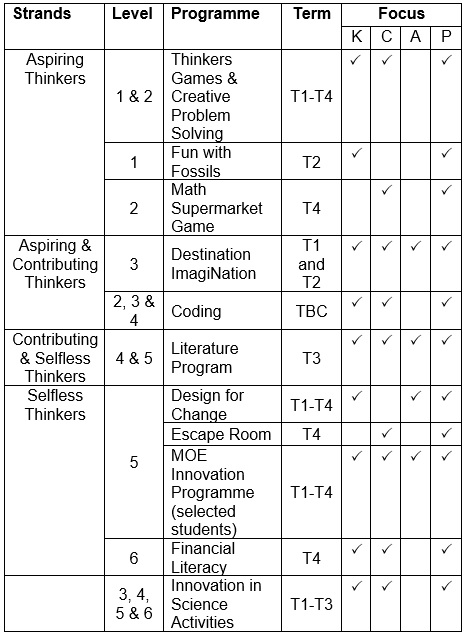 Strands Level Programme Term Focus
K C A P
Aspiring Thinkers 1 & 2 Thinkers Games & Creative Problem Solving T1-T4 ✓ ✓ ✓
1 Fun with Fossils T2 ✓ ✓
2 Math Supermarket Game T4 ✓ ✓
Aspiring & Contributing Thinkers 3 Destination ImagiNation T1 and T2 ✓ ✓ ✓ ✓
2, 3 & 4 Coding TBC ✓ ✓ ✓
Contributing & Selfless Thinkers 4 & 5 Literature Program T3 ✓ ✓ ✓ ✓
Selfless Thinkers 5 Design for Change T1-T4 ✓ ✓ ✓
Escape Room T4 ✓ ✓
MOE Innovation Programme (selected students) T1-T4 ✓ ✓ ✓ ✓
6 Financial Literacy T4 ✓ ✓ ✓
3, 4, 5 & 6 Innovation in Science Activities T1-T3 ✓ ✓ ✓